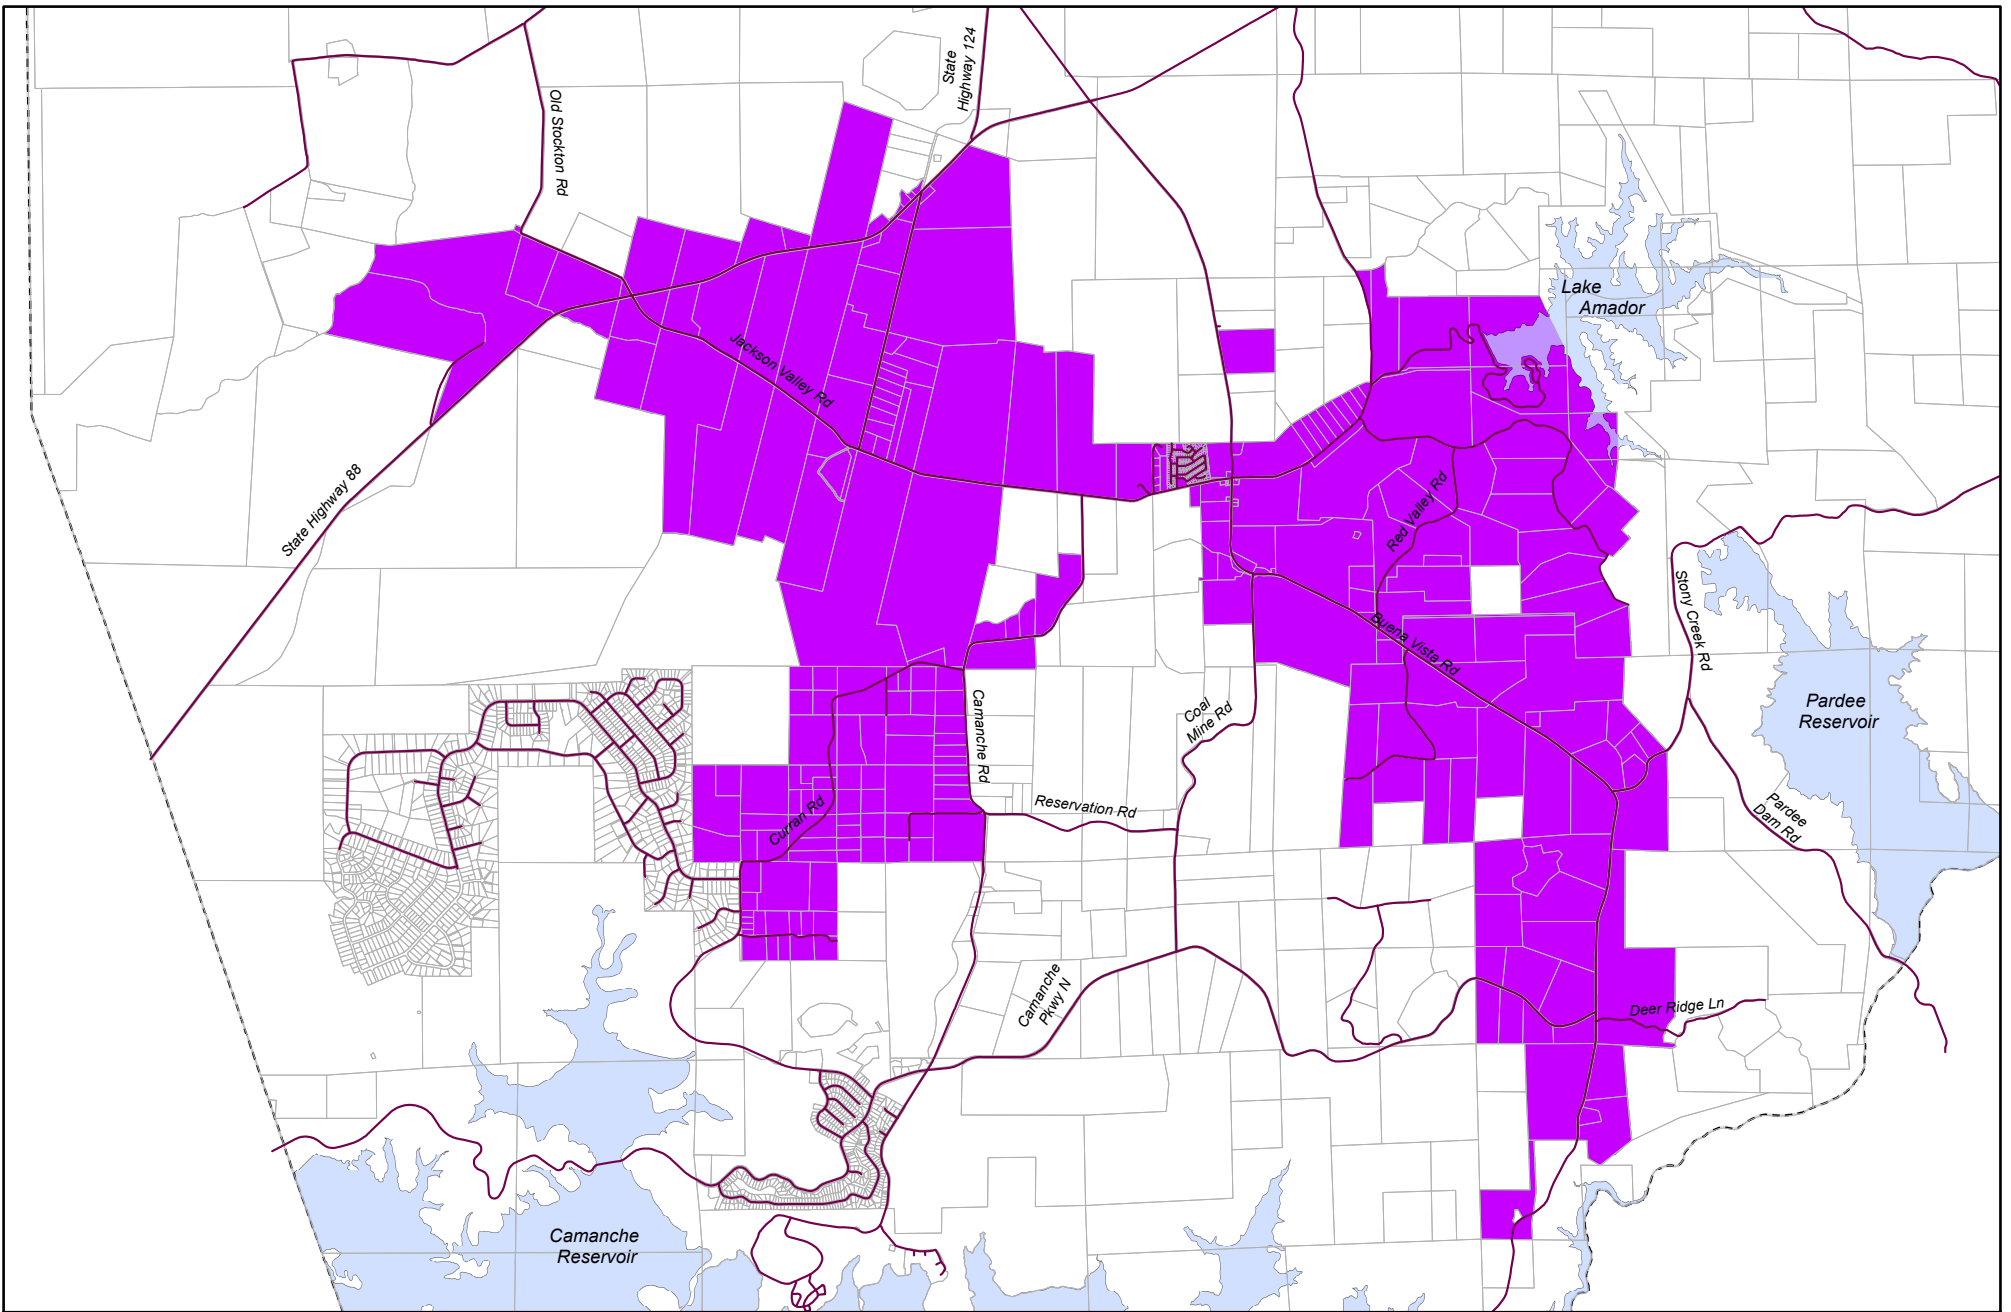 State
Highway 124
Old Stockton Rd
Lake
Amador
Jackson Valley Rd
State Highway 88
Red Valley Rd
Stony Creek Rd
Buena Vista Rd
Pardee
Reservoir
Camanche Rd
Coal
Mine Rd
Reservation Rd
Curran Rd
Pardee
Dam Rd
Camanche
Pkwy N
Deer Ridge Ln
Camanche
Reservoir